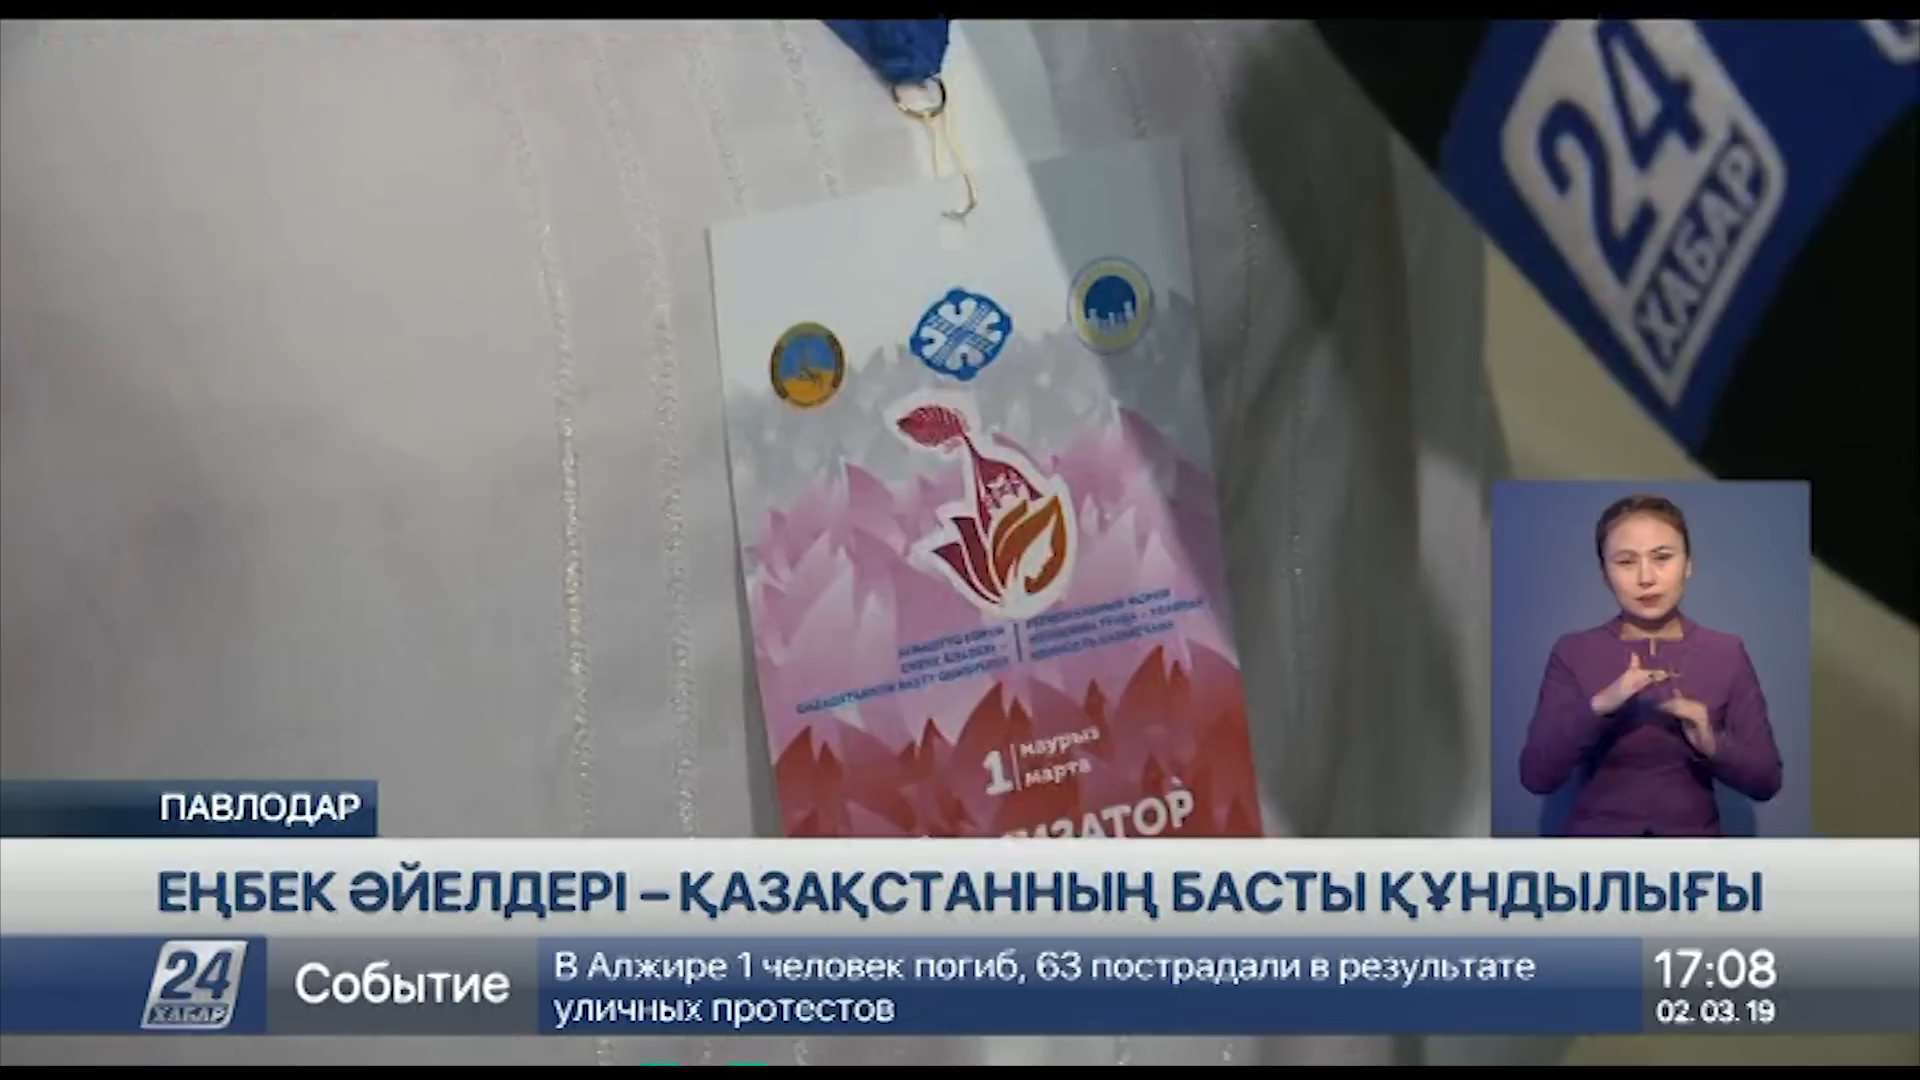 24
ХАБАР
1
наурыз
марта
ПАВЛОДАР
ЕҢБЕК ӘЙЕЛДЕРІ – ҚАЗАҚСТАННЫҢ БАСТЫ ҚҰНДЫЛЫҒЫ
24
ХАБАР
Событие
В Алжире 1 человек погиб, 63 пострадали в результате
уличных протестов
17:08
02. 03. 19